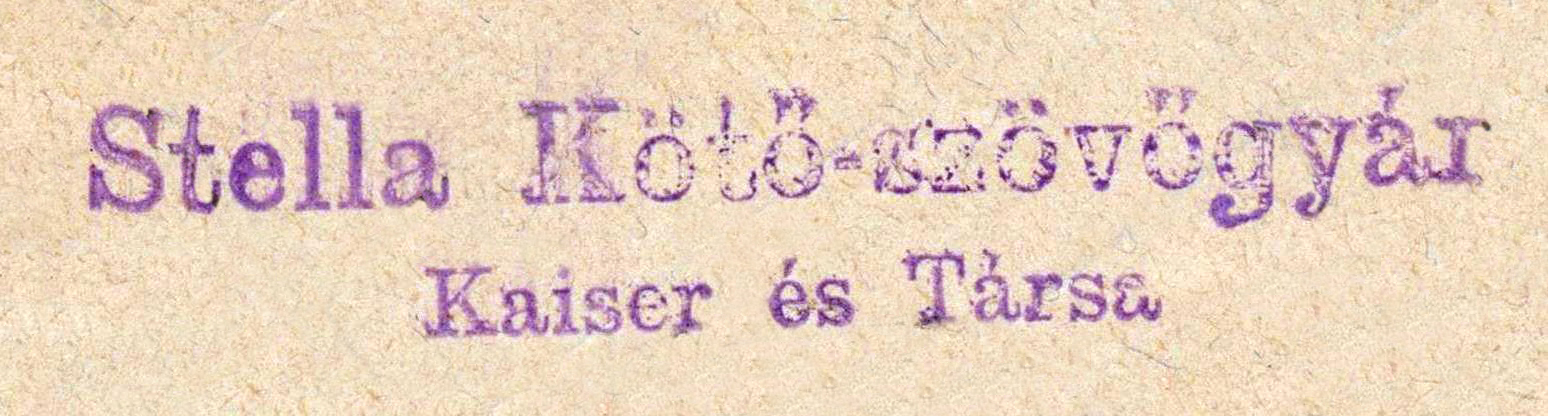 Stella Kötő-szövőgyár
Kaiser és Társa